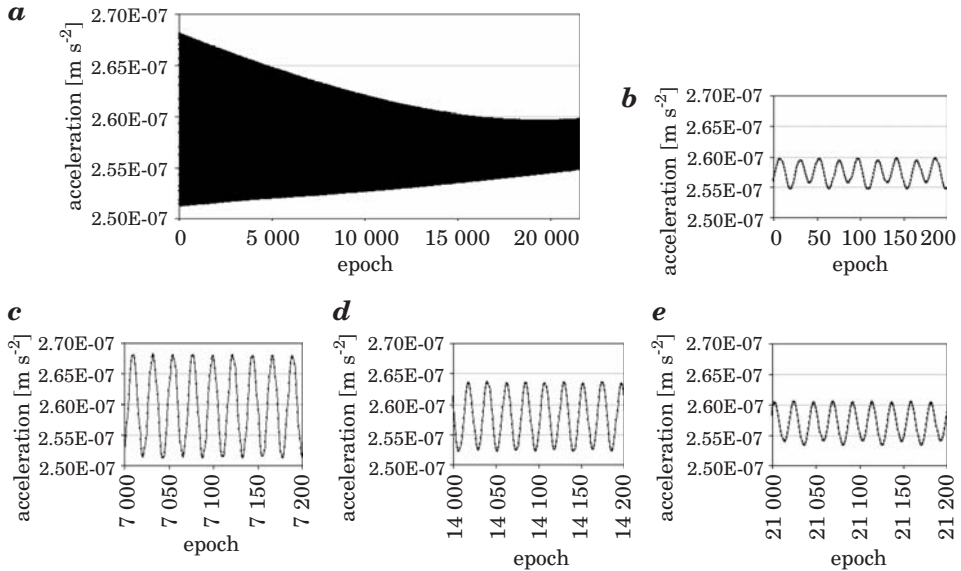 a
acceleration [m s-2]
2.70E-07
2.65E-07
2.60E-07
2.55E-07
2.50E-07
0 5 000 10 000 15 000 20 000
epoch
b
acceleration [m s-2]
2.70E-07
2.65E-07
2.60E-07
2.55E-07
2.50E-07
0 50 100 150 200
epoch
c
acceleration [m s-2]
2.70E-07
2.65E-07
2.60E-07
2.55E-07
2.50E-07
7 000 7 050 7 100 7 150 7 200
epoch
d
acceleration [m s-2]
2.70E-07
2.65E-07
2.60E-07
2.55E-07
2.50E-07
14 000 14 050 14 100 14 150 14 200
epoch
e
acceleration [m s-2]
2.70E-07
2.65E-07
2.60E-07
2.55E-07
2.50E-07
21 000 21 050 21 100 21 150 21 200
epoch